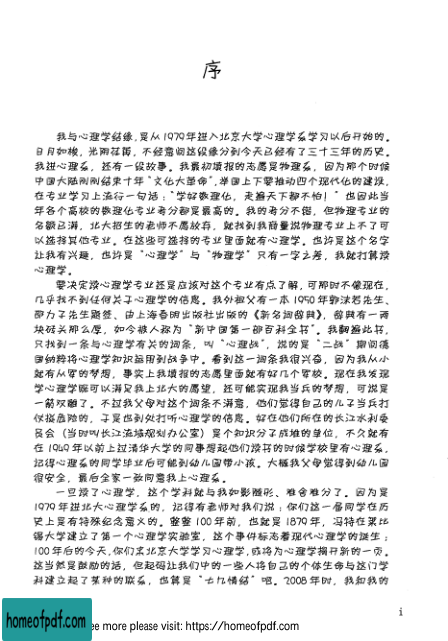 序
我与心理学结缘,是从1979年进入北京大学心理学系学习以后开始的。
日月如梭,光阴荏苒,不经意间这段缘分到今天已经有了三十三年的历史。
我进心理系,还有一段故事。我最初填报的志愿是物理系,因为那个时候
中国大陆刚刚结束十年“文化大革命”,举国上下要推动四个现代化的建设,
在专业学习上流行一句话:“学好数理化,走遍天下都不怕!”也因此当
年各个高校的数理化专业考分都是最高的。我的考分不错,但物理专业的
名额已满,北大招生的老师不愿放弃,就找到我商量说物理专业上不了可
以选择其他专业。在这些可选择的专业里面就有心理学。也许是这个名字
让我有兴趣,也许是“心理学”与“物理学”只有一字之差,我就打算读
心理学。
要决定读心理学专业还是应该对这个专业有点了解,可那时不像现在,
几乎找不到任何关于心理学的信息。我外祖父有一本1950年郭沫若先生、
邵力子先生题签、由上海春明出版社出版的《新名词辞典》,辞典有一两
块砖头那么厚,如今被人称为“新中国第一部百科全书”。我翻遍此书,
只找到一条与心理学有关的词条,叫“心理战”,说的是“二战”期间德
国纳粹将心理学知识运用到战争中。看到这一词条我很兴奋,因为我从小
就有从军的梦想,事实上我填报的志愿里面就有好几个军校。现在我发现
学心理学既可以满足我上北大的愿望,还可能实现我当兵的梦想,可说是
一箭双雕了。不过我父母对这个词条不满意,他们觉得自己的儿子当兵打
仗挺危险的,于是也到处打听心理学的信息。好在他们所在的长江水利委
员会(当时叫长江流域规划办公室)是个知识分子成堆的单位,不久就有
在1949年以前上过清华大学的同事想起他们读书的时候学校里有心理系,
记得心理系的同学毕业后可能到幼儿园带小孩。大概我父母觉得到幼儿园
很安全,最后全家一致同意我上心理系。
一旦读了心理学,这个学科就与我如影随形、难舍难分了。因为是
1979年进北大心理学系的,记得有老师对我们说:你们这一届同学在历
史上是有特殊纪念意义的。整整100年前,也就是1879年,冯特在莱比
锡大学建立了第一个心理学实验室,这个事件标志着现代心理学的诞生;
100年后的今天,你们来北京大学学习心理学,或将为心理学揭开新的一页。
这当然是鼓励的话,但起码让我们中的一些人将自己的个体生命与这门学
科建立起了某种的联系,也算是“七九情结”吧。2008年时,我和我的
i
homeofpdf.com
ee more please visit: https://homeofpdf.com